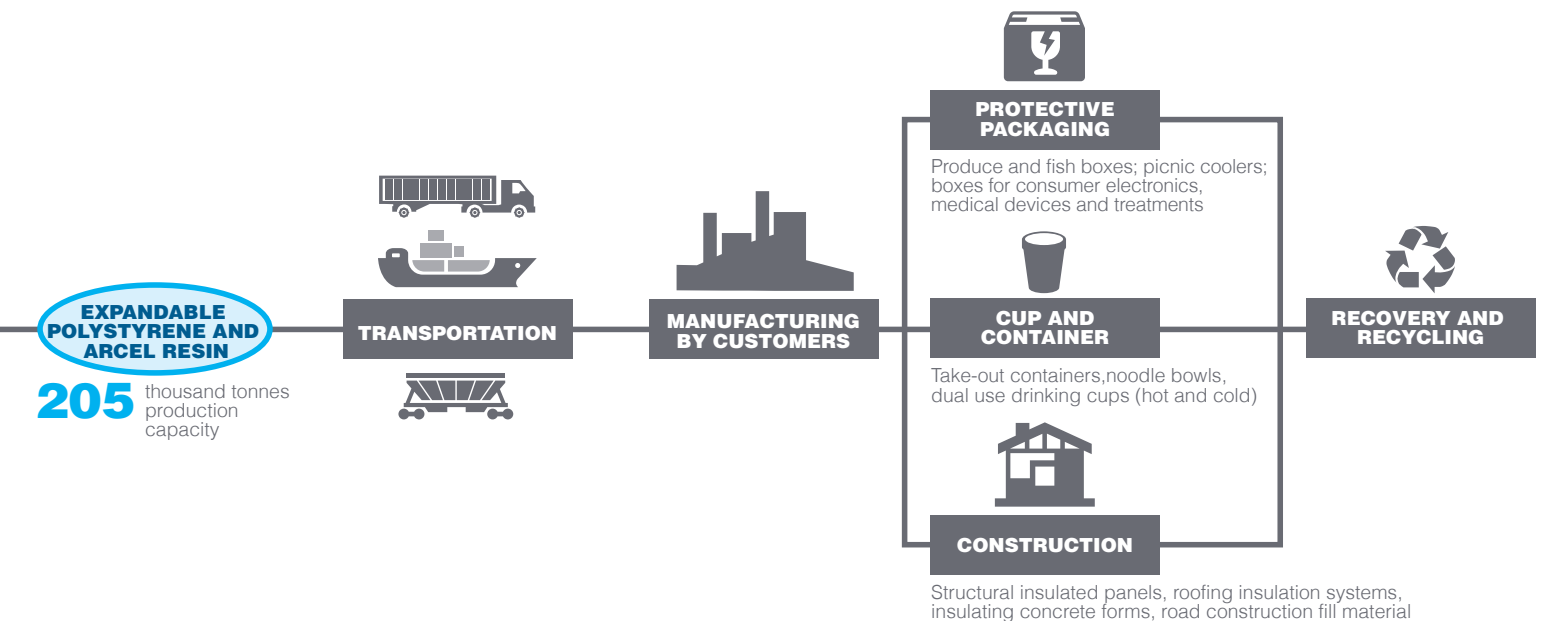 EXPANDABLE
POLYSTYRENE AND
ARCEL RESIN
205
thousand tonnes
production
capacity
TRANSPORTATION
MANUFACTURING
BY CUSTOMERS
PROTECTIVE
PACKAGING
Produce and fish boxes; picnic coolers;
boxes for consumer electronics,
medical devices and treatments
CUP AND
CONTAINER
Take-out containers,noodle bowls,
dual use drinking cups (hot and cold)
CONSTRUCTION
Structural insulated panels, roofing insulation systems,
insulating concrete forms, road construction fill material
RECOVERY AND
RECYCLING